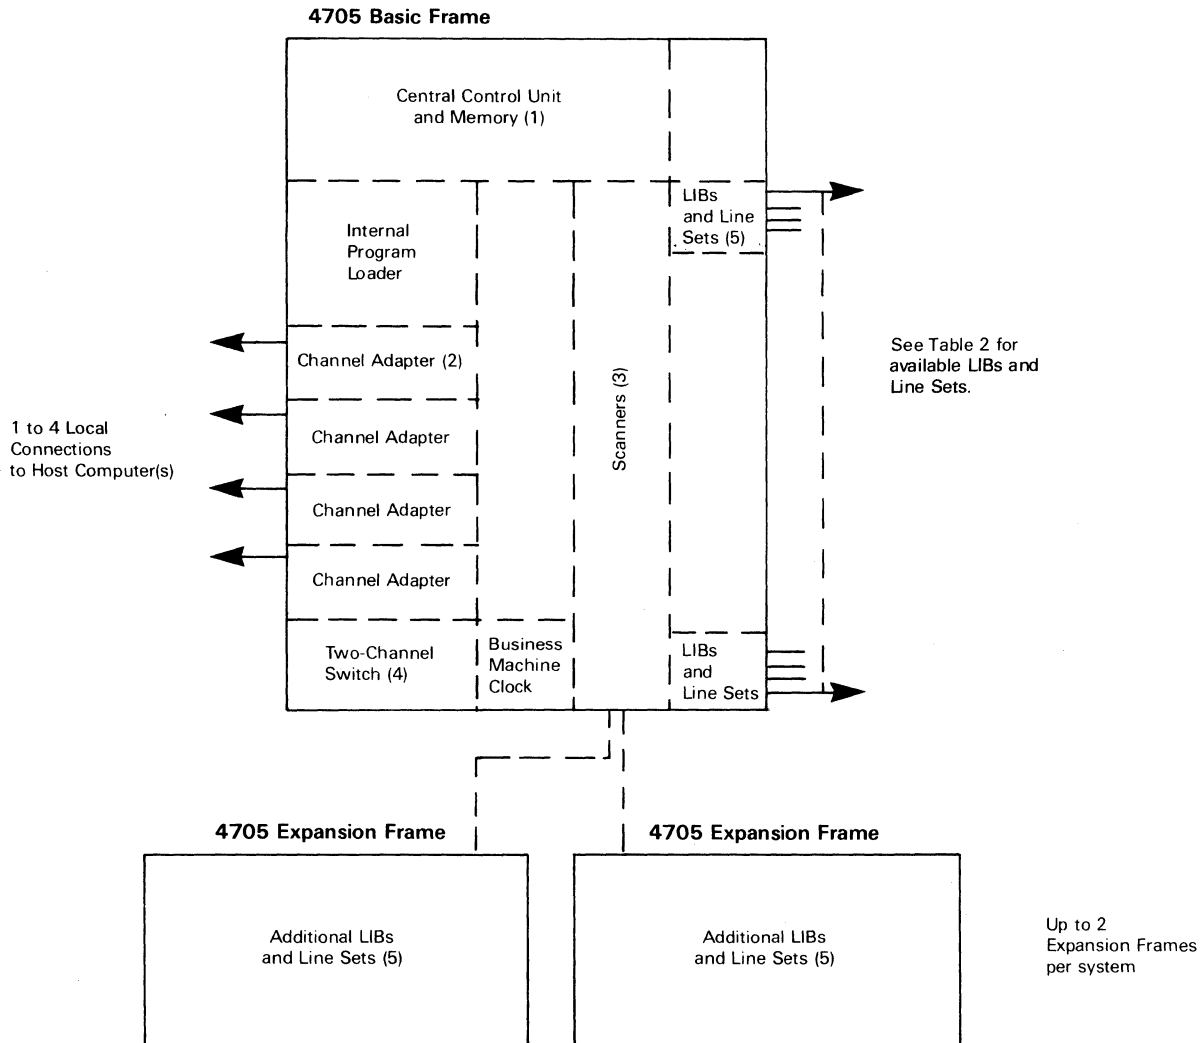 4705 Basic Frame
Central Control Unit
and Memory (1)
LIBs
and Line
Sets (5)
Internal
Program
Loader
Channel Adapter (2)
Scanners (3)
See Table 2 for
available LIBs and
Line Sets.
1 to 4 Local
Connections
to Host Computer(s)
Channel Adapter
Channel Adapter
Channel Adapter
Two-Channel
Switch (4)
Business
Machine
Clock
LIBs
and
Line Sets
4705 Expansion Frame
4705 Expansion Frame
Additional LIBs
and Line Sets (5)
Additional LIBs
and Line Sets (5)
Up to 2
Expansion Frames
per system